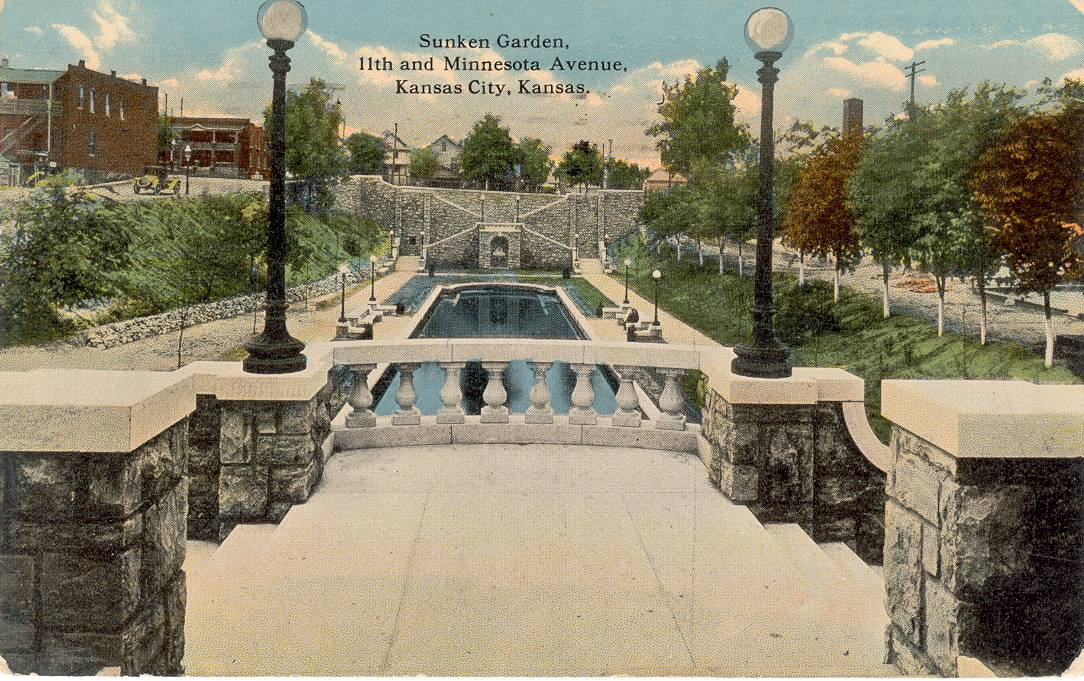 Sunken Garden,
11th and Minnesota Avenue,
Kansas City, Kansas.